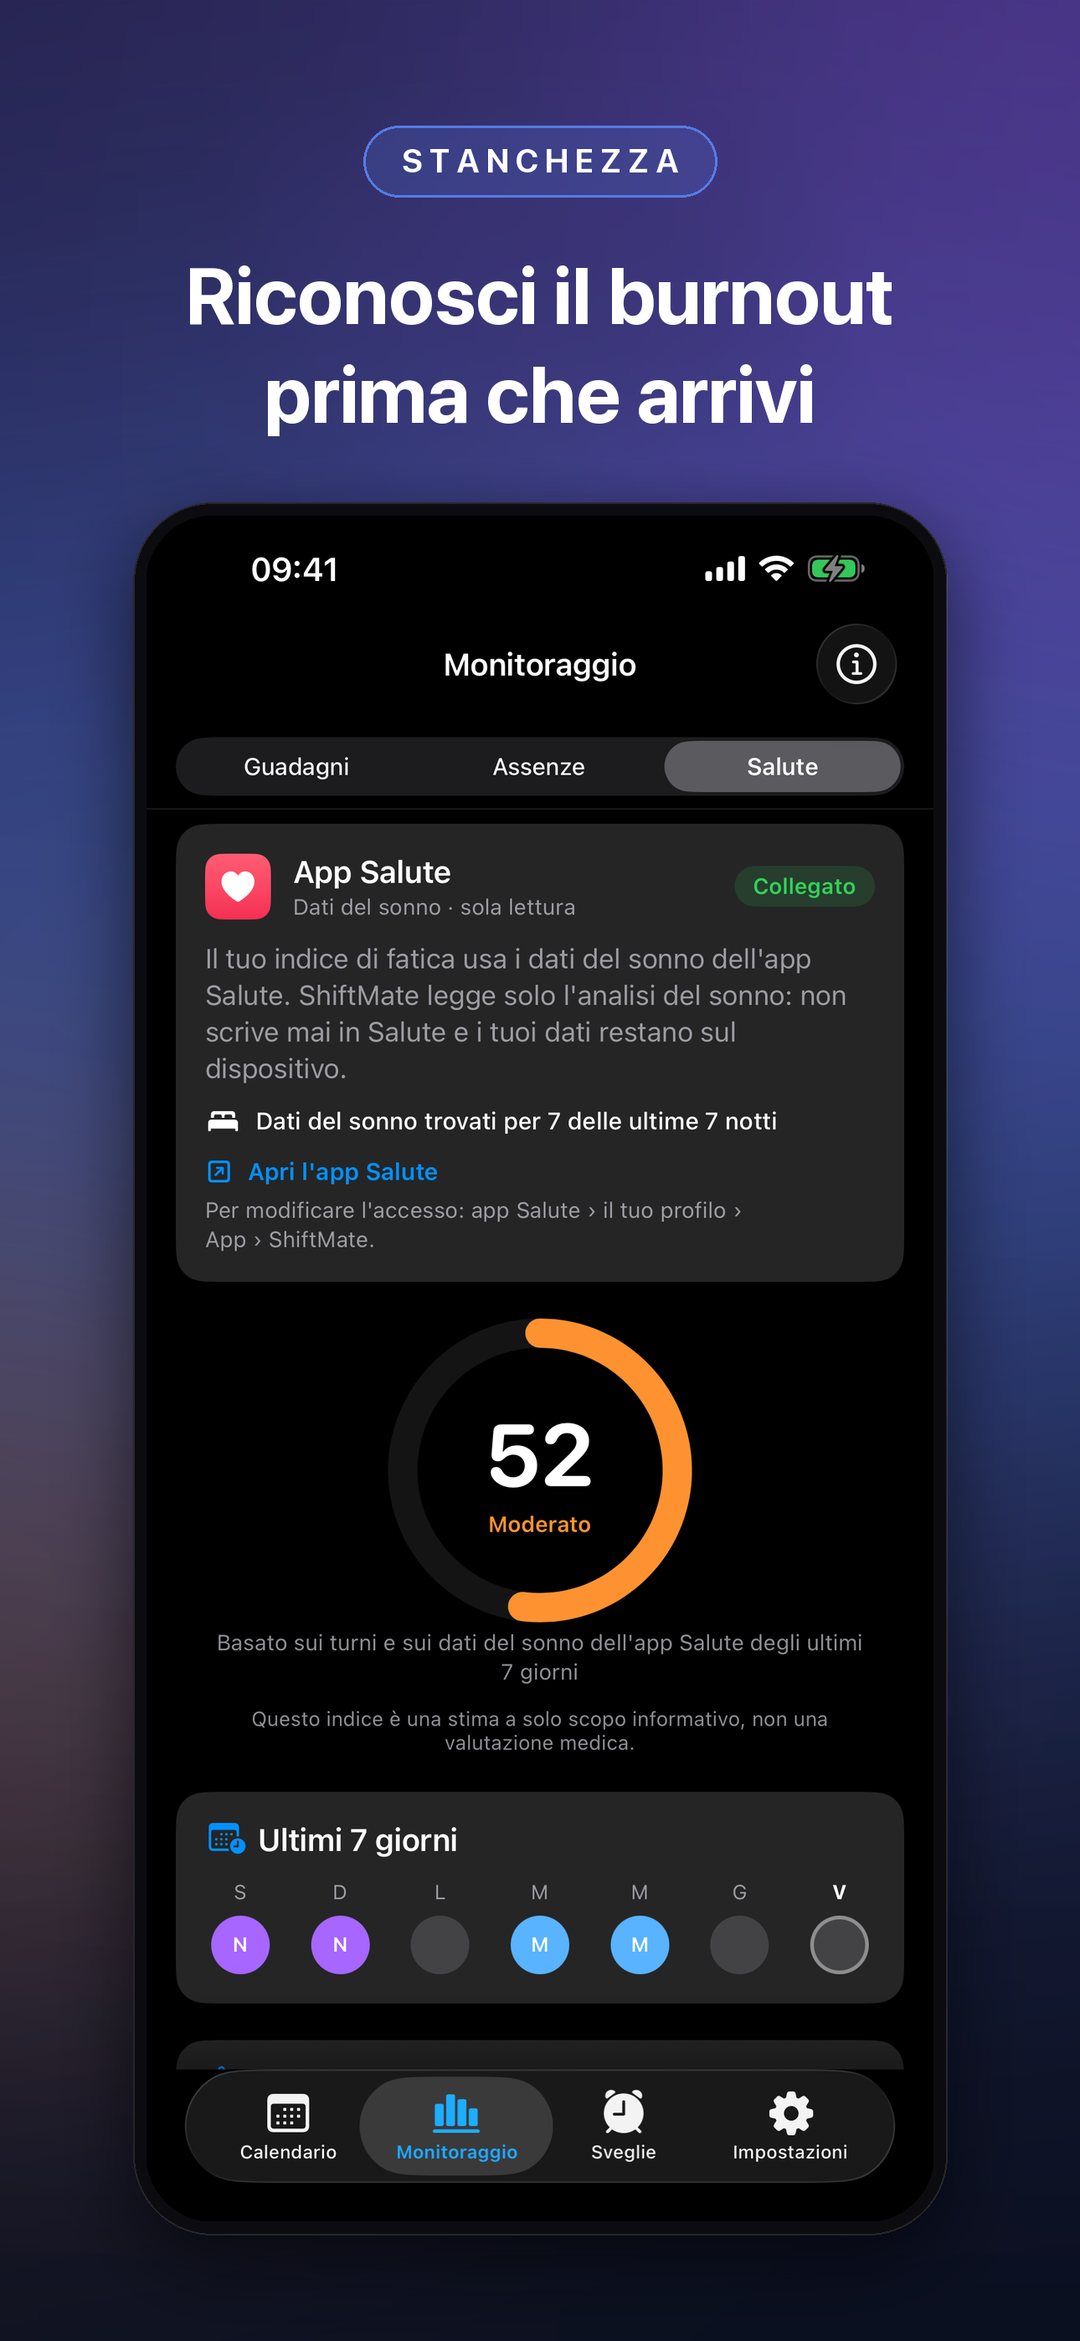 STANCHEZZA
Riconosci il burnout
prima che arrivi
09:41
Monitoraggio
Guadagni Assenze Salute
App Salute
Dati del sonno · sola lettura
Collegato
Il tuo indice di fatica usa i dati del sonno dell'app
Salute. ShiftMate legge solo l'analisi del sonno: non
scrive mai in Salute e i tuoi dati restano sul
dispositivo.
Dati del sonno trovati per 7 delle ultime 7 notti
Apri l'app Salute
Per modificare l'accesso: app Salute › il tuo profilo ›
App › ShiftMate.
52
Moderato
Basato sui turni e sui dati del sonno dell'app Salute degli ultimi
7 giorni
Questo indice è una stima a solo scopo informativo, non una
valutazione medica.
Ultimi 7 giorni
S D L M M G V
N N M M
Calendario Monitoraggio Sveglie Impostazioni